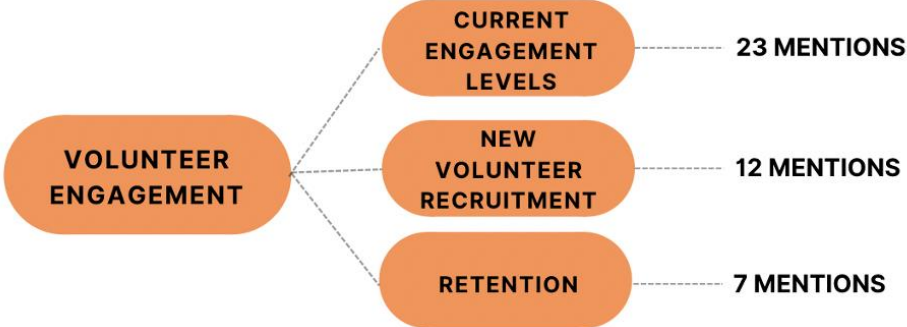 VOLUNTEER
ENGAGEMENT
CURRENT
ENGAGEMENT
LEVELS
23 MENTIONS
NEW
VOLUNTEER
RECRUITMENT
12 MENTIONS
RETENTION
7 MENTIONS